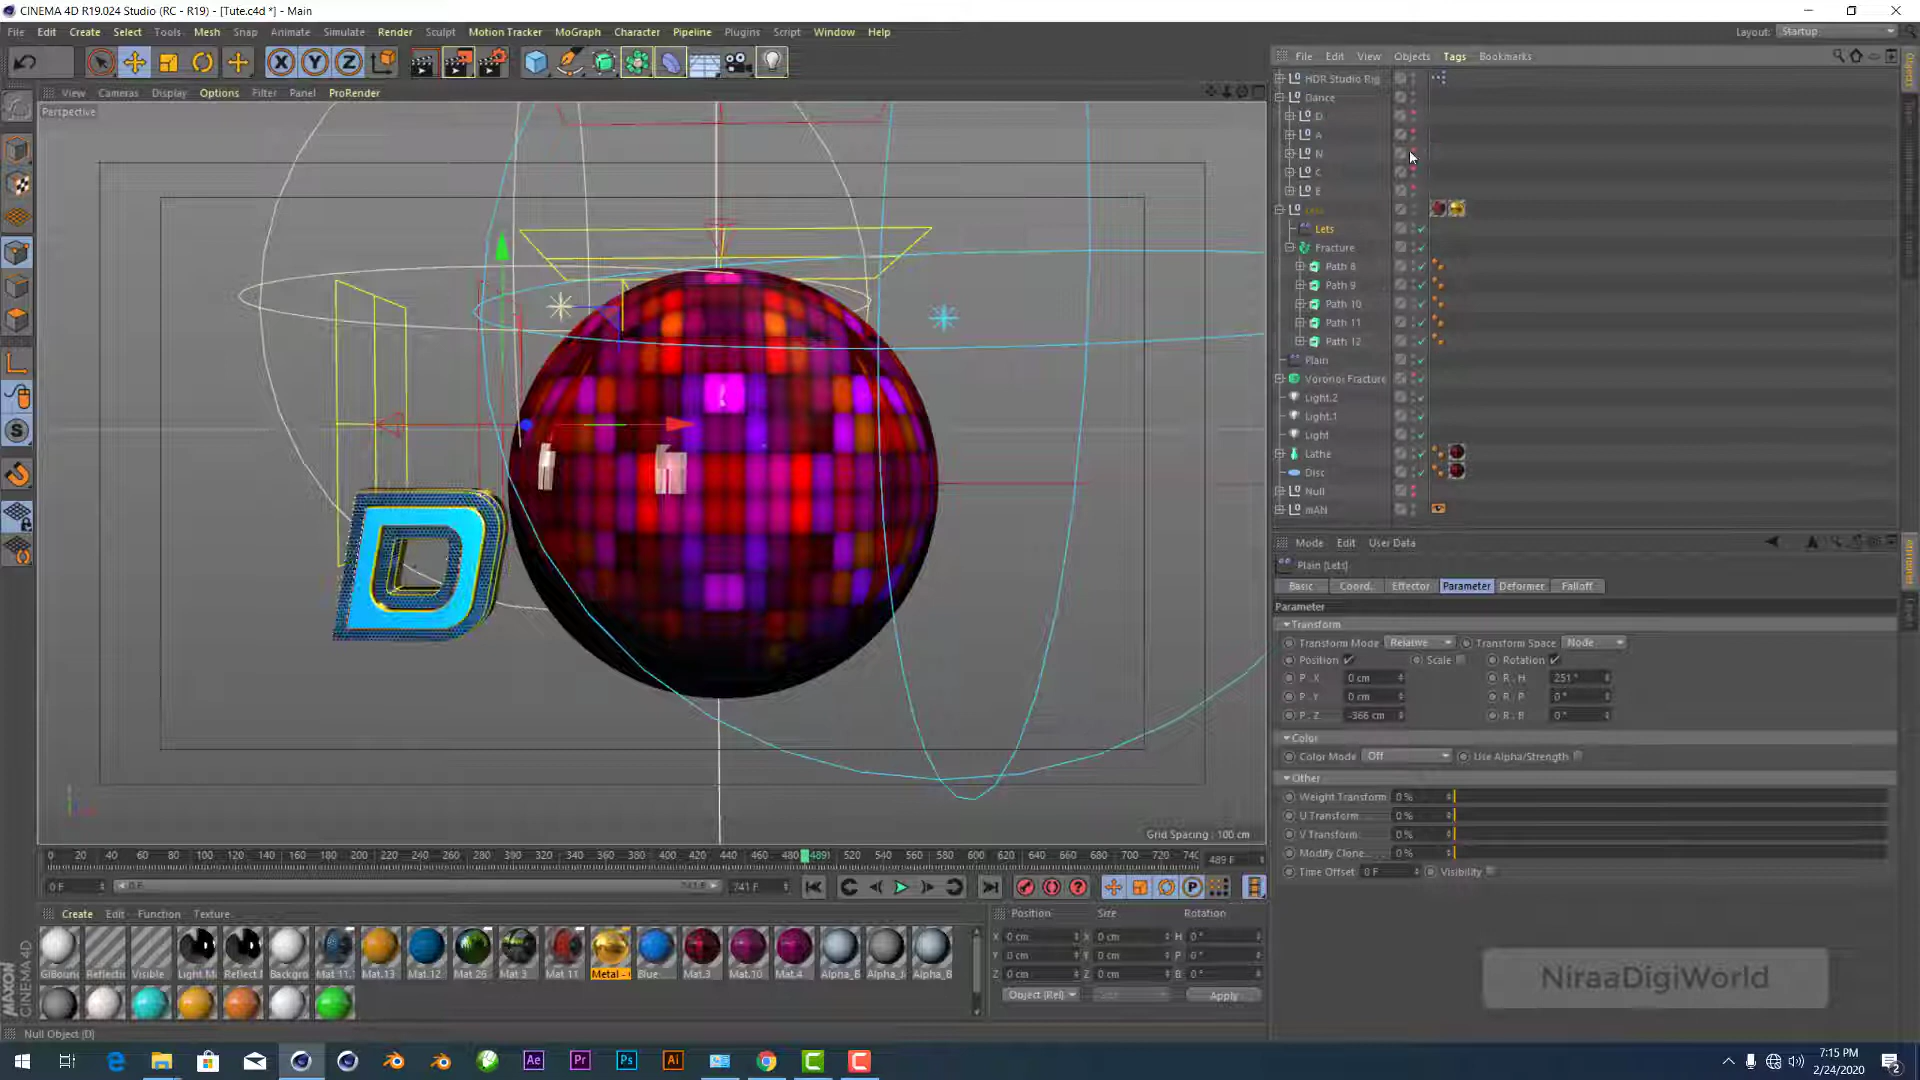 CINEMA 4D R19.024 Studio (RC - R19) - [Tute.c4d *] - Main
File Edit Create Select Tools Mesh Snap Animate Simulate Render Sculpt Motion Tracker MoGraph Character Pipeline Plugins Script Window Help
Layout: Startup
File Edit View Objects Tags Bookmarks
View Cameras Display Options Filter Panel ProRender
Perspective
HDR Studio Rig
Dance
D
A
N
C
E
Lets
Fracture
Path 8
Path 9
Path 10
Path 11
Path 12
Plain
Voronoi Fracture
Light.2
Light.1
Light
Lathe
Disc
Null
mAN
D
Mode Edit User Data
Plain [Lets]
Basic Coord. Effector Parameter Deformer Falloff
Parameter
Transform
Transform Mode Relative Transform Space Node
Position Scale Rotation
P . X 0 cm R . H 251 °
P . Y 0 cm R . P 0 °
P . Z -366 cm R . B 0 °
Color
Color Mode Off Use Alpha/Strength
Other
Weight Transform 0 %
U Transform 0 %
V Transform 0 %
Modify Clone... 0 %
Time Offset 0 F Visibility
Grid Spacing : 100 cm
0 20 40 60 80 100 120 140 160 180 200 220 240 260 280 300 320 340 360 380 400 420 440 460 480 489 520 540 560 580 600 620 640 660 680 700 720 740 489 F
0 F 0 F 741 F 741 F
Create Edit Function Texture
Position Size Rotation
X 0 cm X 0 cm H 0 °
Y 0 cm Y 0 cm P 0 °
Z 0 cm Z 0 cm B 0 °
Object (Rel) Apply
GIBoun Reflecti Visible Light M Reflect Backgro Mat 11. Mat.13 Mat.12 Mat 26 Mat 3 Mat 11 Metal - Blue Mat.3 Mat.10 Mat.4 Alpha_E Alpha_ Alpha_B
MAXON CINEMA 4D
NiraaDigiWorld
Null Object [D]
Ae Pr Ps Ai
7:15 PM
2/24/2020
2